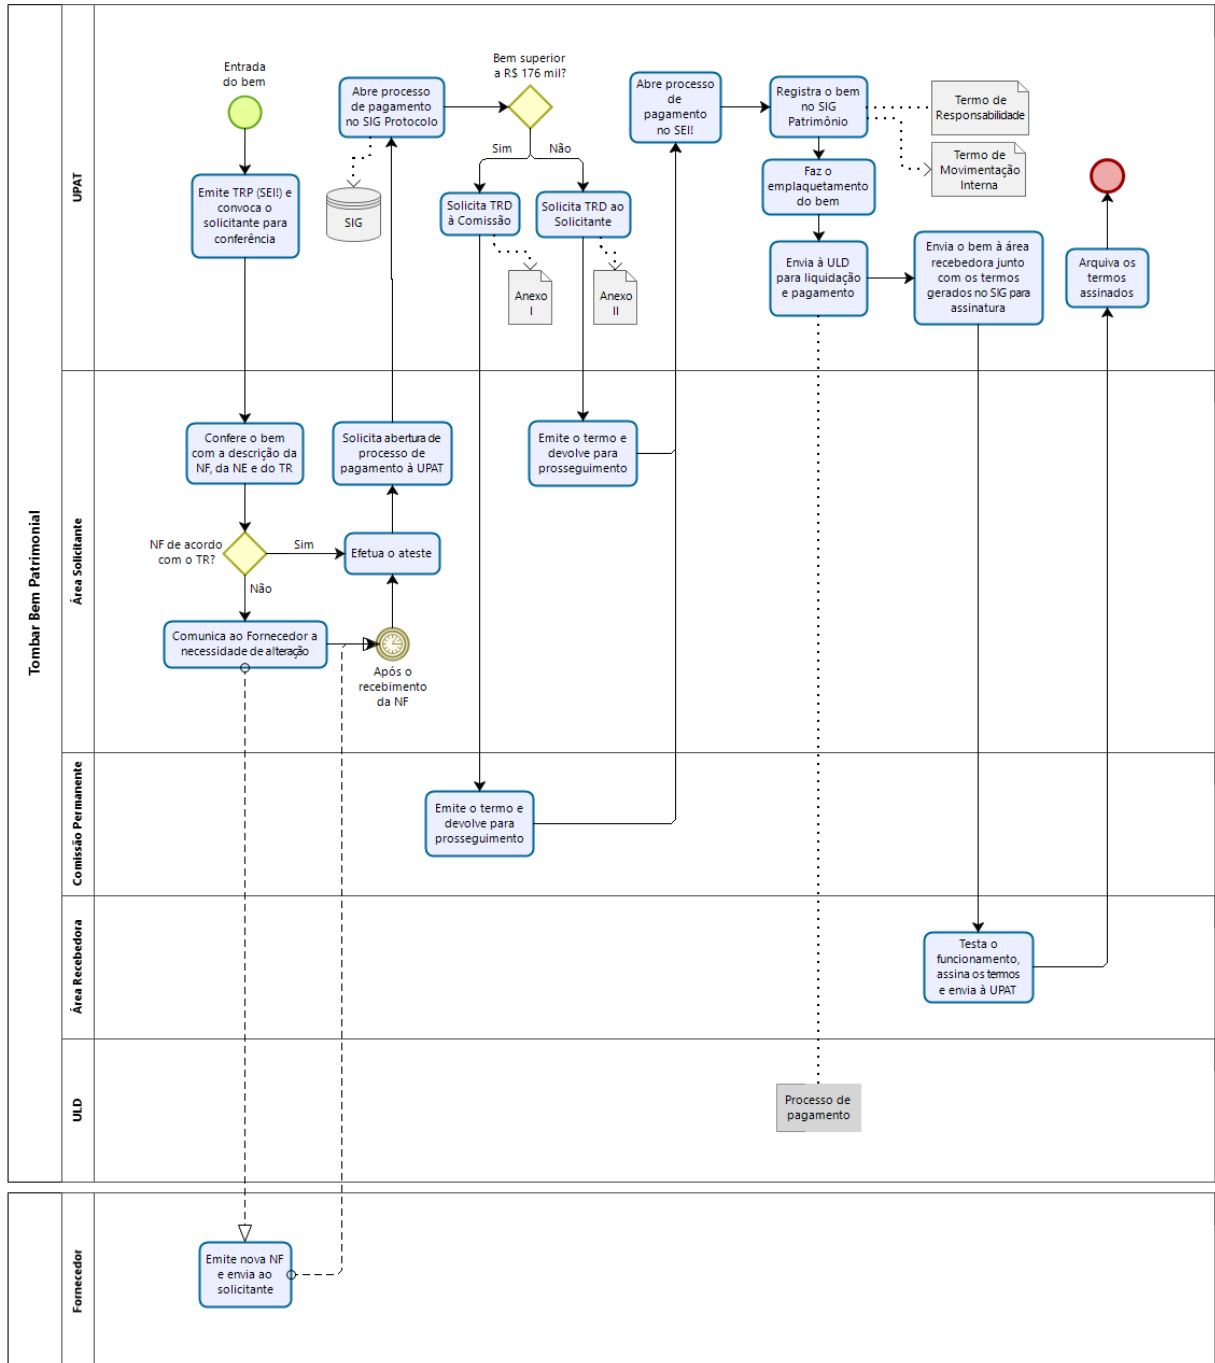 Tombar Bem Patrimonial
UPAT
Entrada
do bem
Emite TRP (SEI!) e
convoca o
solicitante para
conferência
Abre processo
de pagamento
no SIG Protocolo
SIG
Bem superior
a R$ 176 mil?
Sim
Não
Solicita TRD
à Comissão
Solicita TRD ao
Solicitante
Anexo
I
Anexo
II
Abre processo
de
pagamento
no SEI!
Registra o bem
no SIG
Patrimônio
Termo de
Responsabilidade
Termo de
Movimentação
Interna
Faz o
emplaquetamento
do bem
Envia à ULD
para liquidação
e pagamento
Envia o bem à área
recebedora junto
com os termos
gerados no SIG para
assinatura
Arquiva os
termos
assinados
Área Solicitante
Confere o bem
com a descrição da
NF, da NE e do TR
Solicita abertura de
processo de
pagamento à UPAT
Emite o termo e
devolve para
prosseguimento
NF de acordo
com o TR?
Sim
Não
Efetua o ateste
Comunica ao Fornecedor a
necessidade de alteração
Após o
recebimento
da NF
Comissão Permanente
Emite o termo e
devolve para
prosseguimento
Área Recebedora
Testa o
funcionamento,
assina os termos
e envia à UPAT
ULD
Processo de
pagamento
Fornecedor
Emite nova NF
e envia ao
solicitante